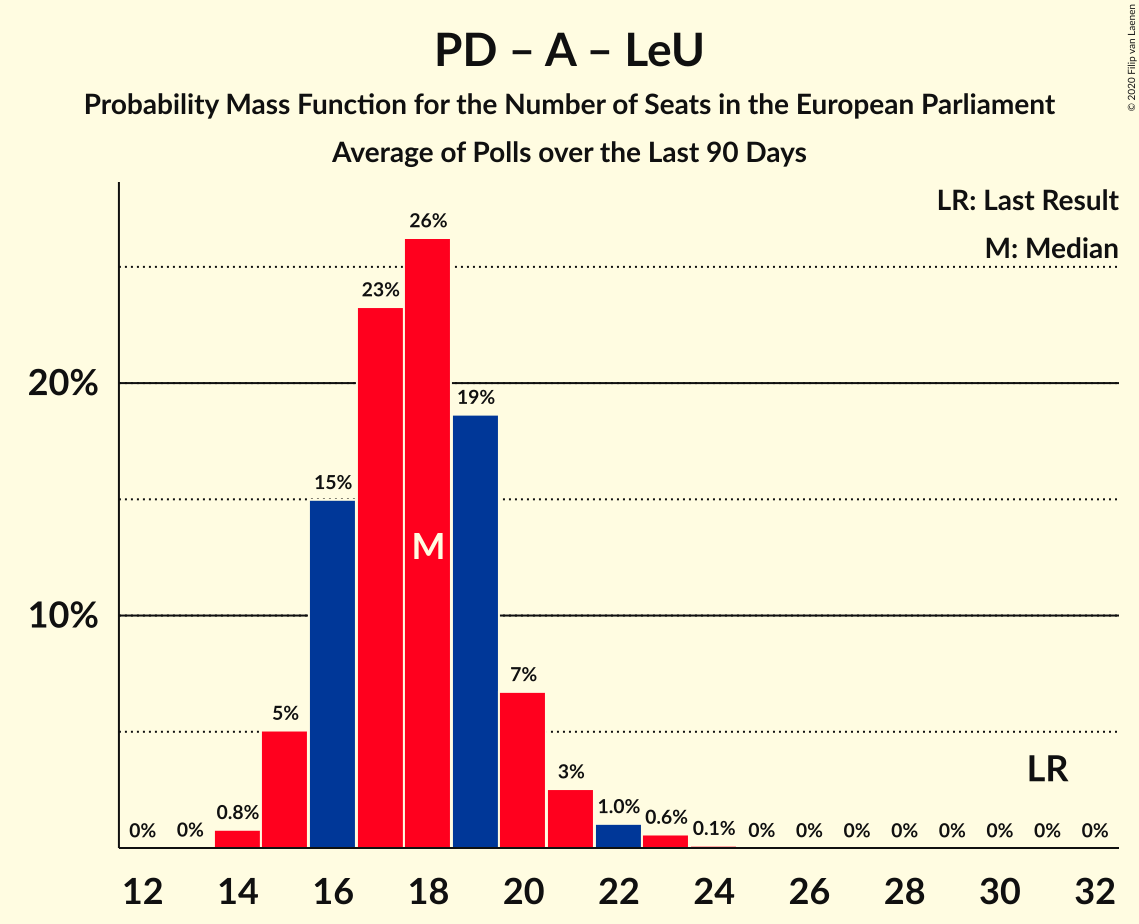 PD – A – LeU
Probability Mass Function for the Number of Seats in the European Parliament
Average of Polls over the Last 90 Days
© 2020 Filip van Laenen
LR: Last Result
M: Median
26%
23%
20%
19%
15%
M
10%
7%
5%
3%
LR
0% 0% 0.8% 1.0% 0.6% 0.1% 0% 0% 0% 0% 0% 0% 0% 0%
12 14 16 18 20 22 24 26 28 30 32